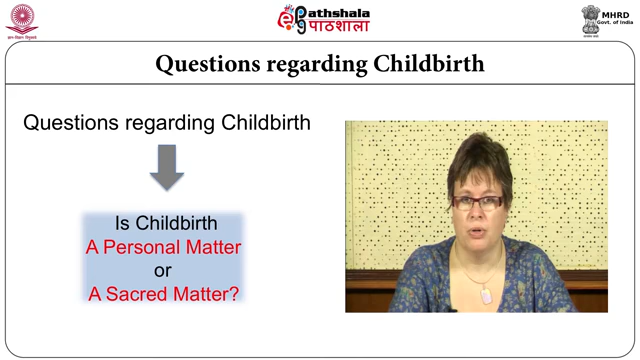 Pathshala
पाठशाला
MHRD
Govt. of India
Questions regarding Childbirth
Questions regarding Childbirth
Is Childbirth
A Personal Matter
or
A Sacred Matter?